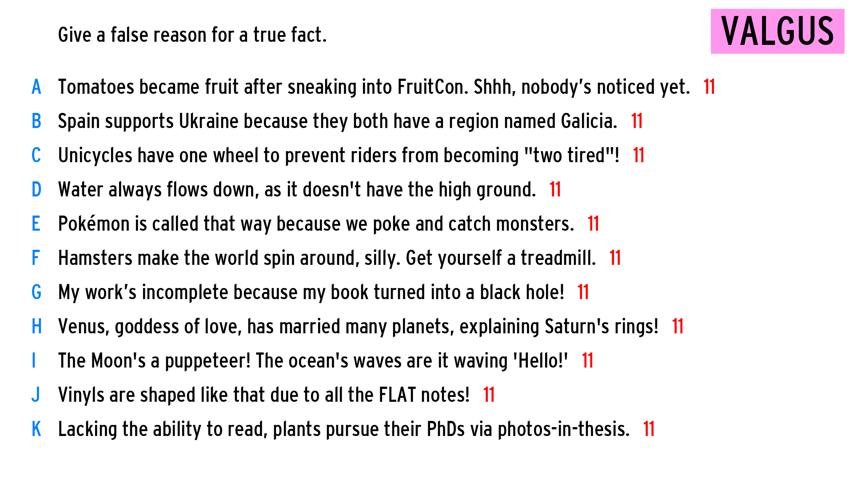 Give a false reason for a true fact.
VALGUS
A Tomatoes became fruit after sneaking into FruitCon. Shhh, nobody’s noticed yet. 11
B Spain supports Ukraine because they both have a region named Galicia. 11
C Unicycles have one wheel to prevent riders from becoming "two tired"! 11
D Water always flows down, as it doesn't have the high ground. 11
E Pokémon is called that way because we poke and catch monsters. 11
F Hamsters make the world spin around, silly. Get yourself a treadmill. 11
G My work’s incomplete because my book turned into a black hole! 11
H Venus, goddess of love, has married many planets, explaining Saturn's rings! 11
I The Moon's a puppeteer! The ocean's waves are it waving 'Hello!' 11
J Vinyls are shaped like that due to all the FLAT notes! 11
K Lacking the ability to read, plants pursue their PhDs via photos-in-thesis. 11